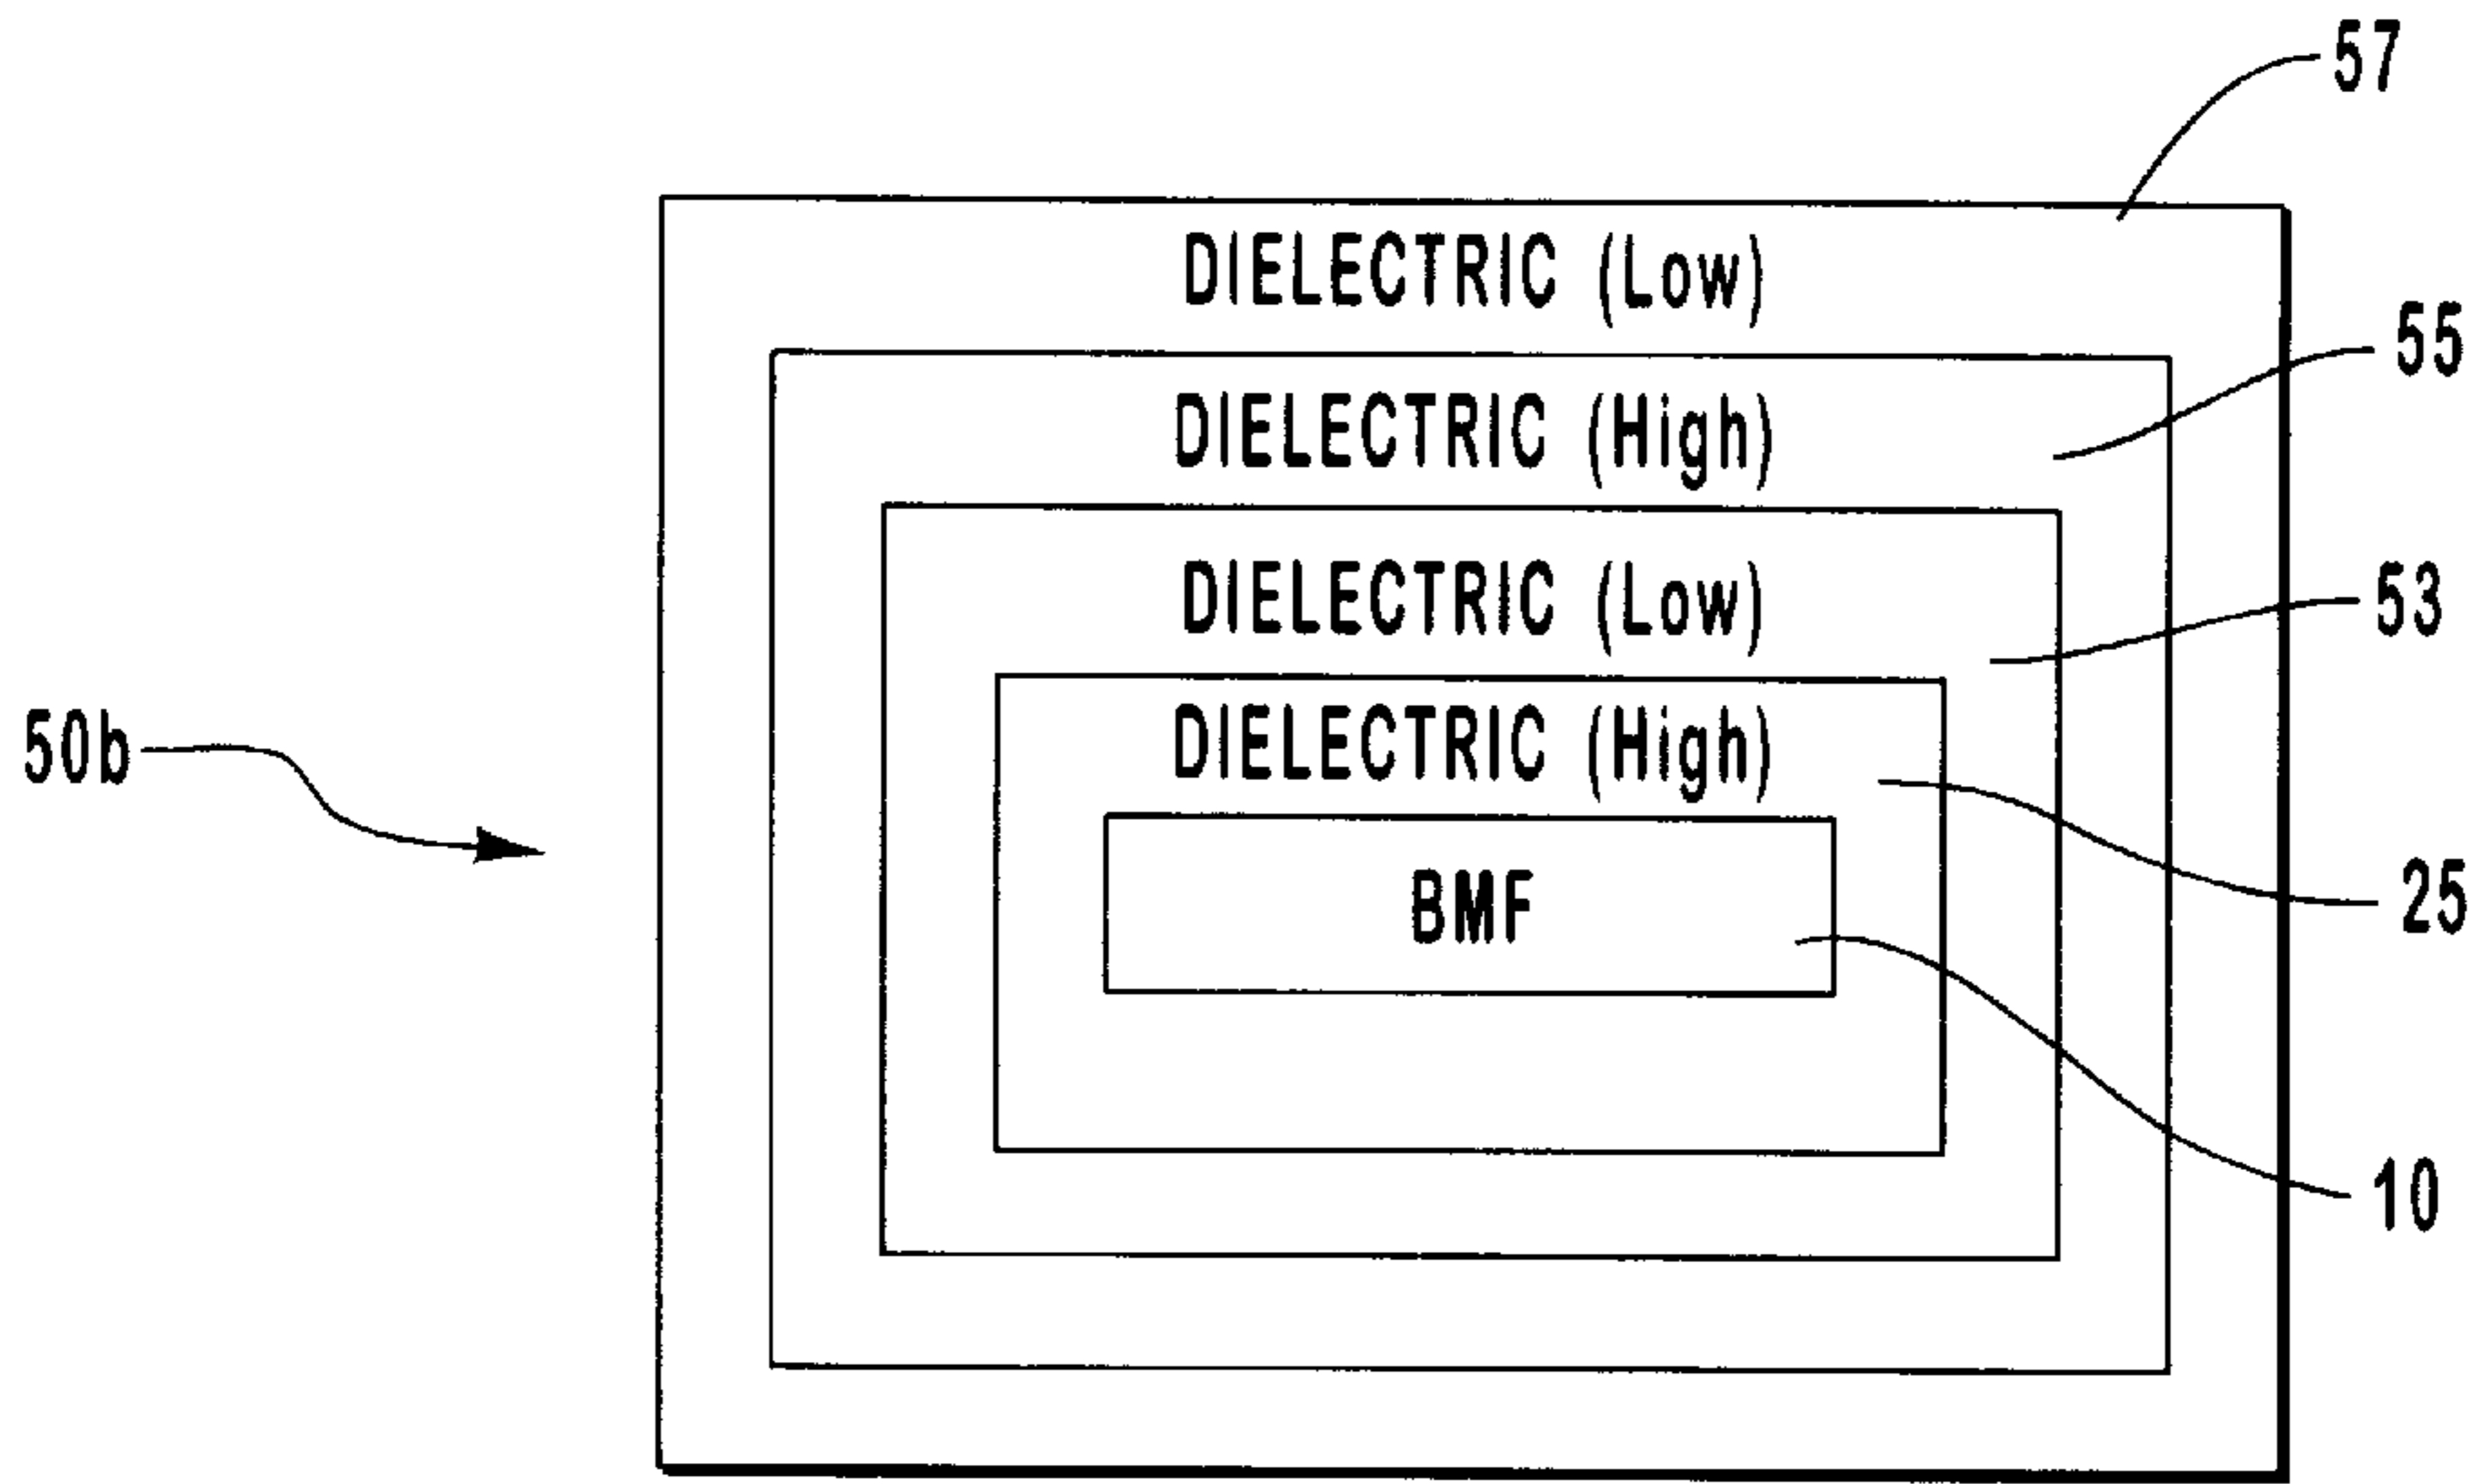 57
DIELECTRIC (Low)
55
DIELECTRIC (High)
53
DIELECTRIC (Low)
50b
DIELECTRIC (High)
25
BMF
10